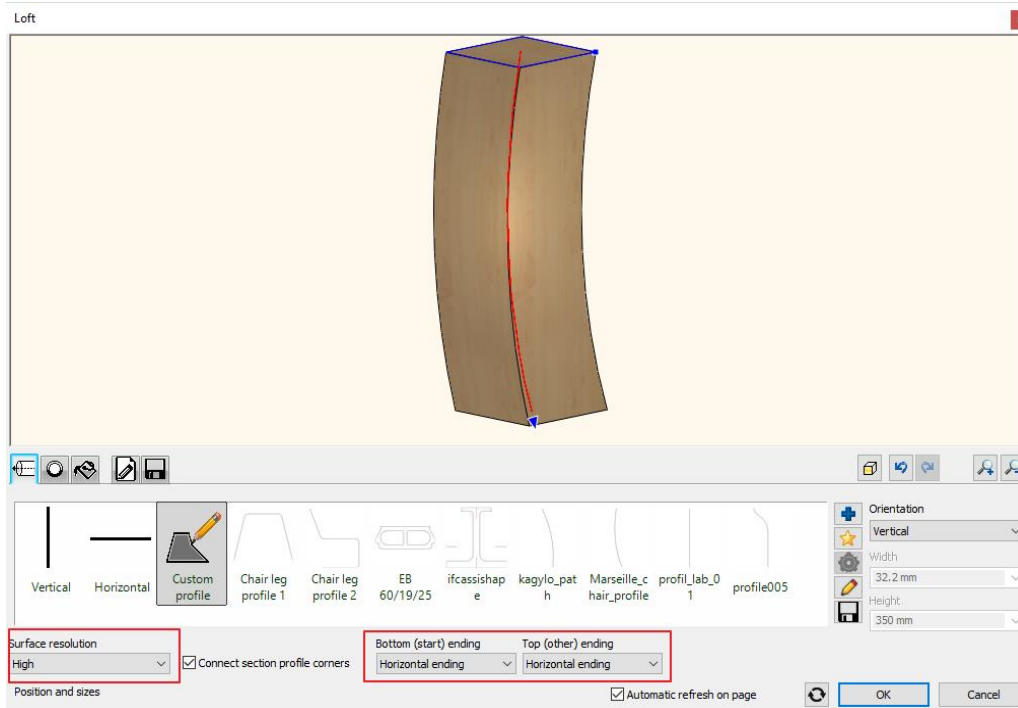 Loft
Orientation
Vertical
Width
32.2 mm
Height
350 mm
Vertical
Horizontal
Custom
profile
Chair leg
profile 1
Chair leg
profile 2
EB
60/19/25
ifcassishap
e
kagylo_pat
h
Marseille_c
hair_profile
profil_lab_0
1
profile005
Surface resolution
High
Connect section profile corners
Bottom (start) ending
Horizontal ending
Top (other) ending
Horizontal ending
Position and sizes
Automatic refresh on page
OK
Cancel